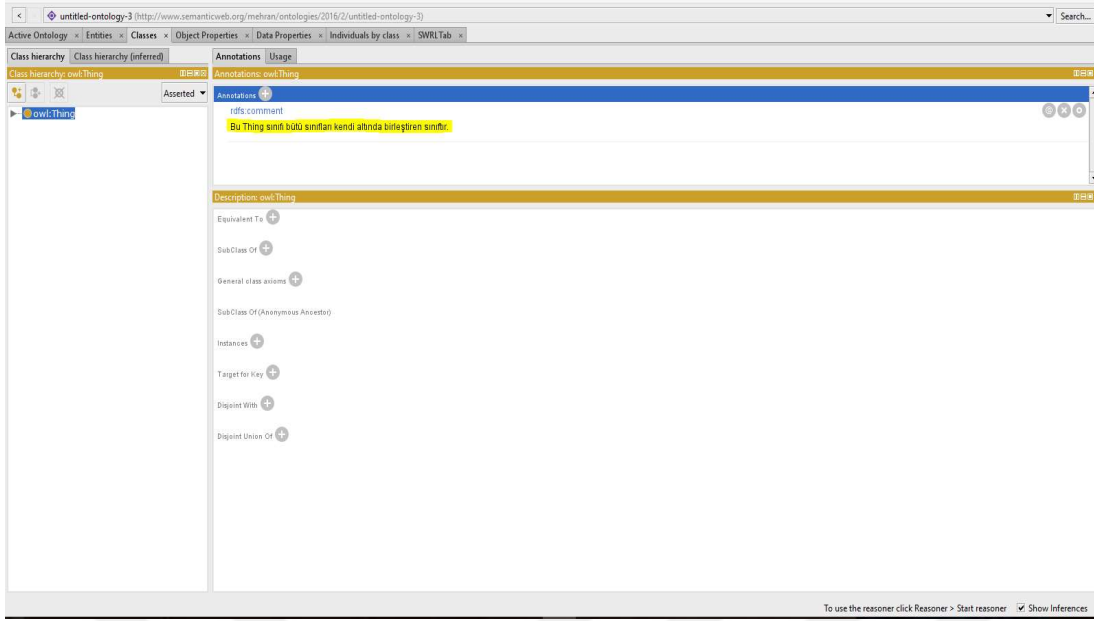 untitled-ontology-3 (http://www.semanticweb.org/mehran/ontologies/2016/2/untitled-ontology-3)
Search...
Active Ontology × Entities × Classes × Object Properties × Data Properties × Individuals by class × SWRLTab ×
Class hierarchy Class hierarchy (inferred)
Annotations Usage
Class hierarchy: owl:Thing
Annotations: owl:Thing
Asserted
Annotations
owl:Thing
rdfs:comment
Bu Thing sınıfı bütü sınıfları kendi altında birleştiren sınıftır.
Description: owl:Thing
Equivalent To
SubClass Of
General class axioms
SubClass Of (Anonymous Ancestor)
Instances
Target for Key
Disjoint With
Disjoint Union Of
To use the reasoner click Reasoner > Start reasoner Show Inferences